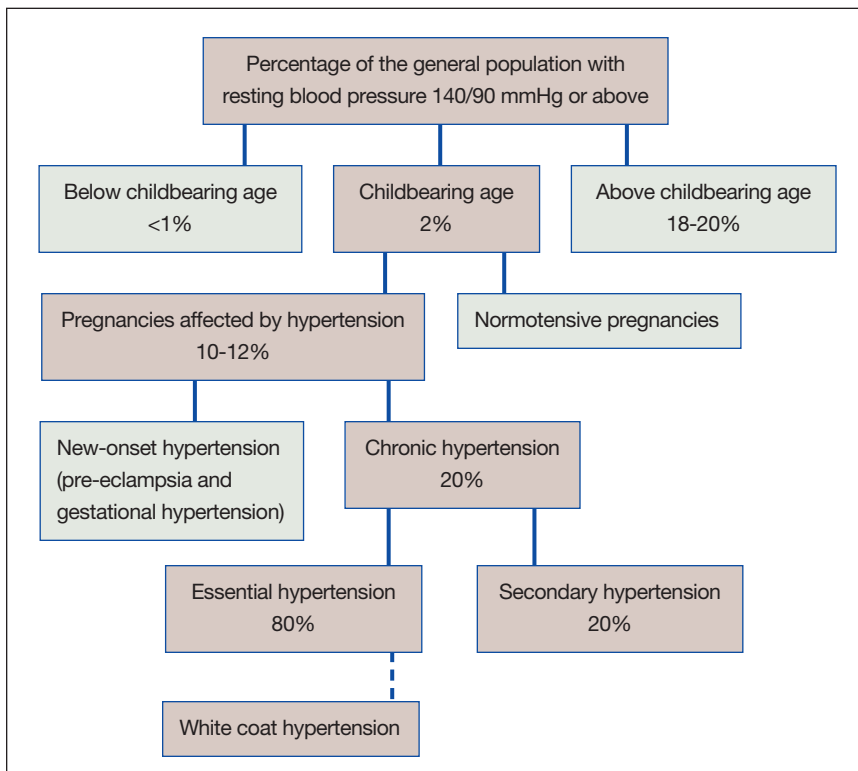 Percentage of the general population with
resting blood pressure 140/90 mmHg or above
Below childbearing age
<1%
Childbearing age
2%
Above childbearing age
18-20%
Pregnancies affected by hypertension
10-12%
Normotensive pregnancies
New-onset hypertension
(pre-eclampsia and
gestational hypertension)
Chronic hypertension
20%
Essential hypertension
80%
Secondary hypertension
20%
White coat hypertension